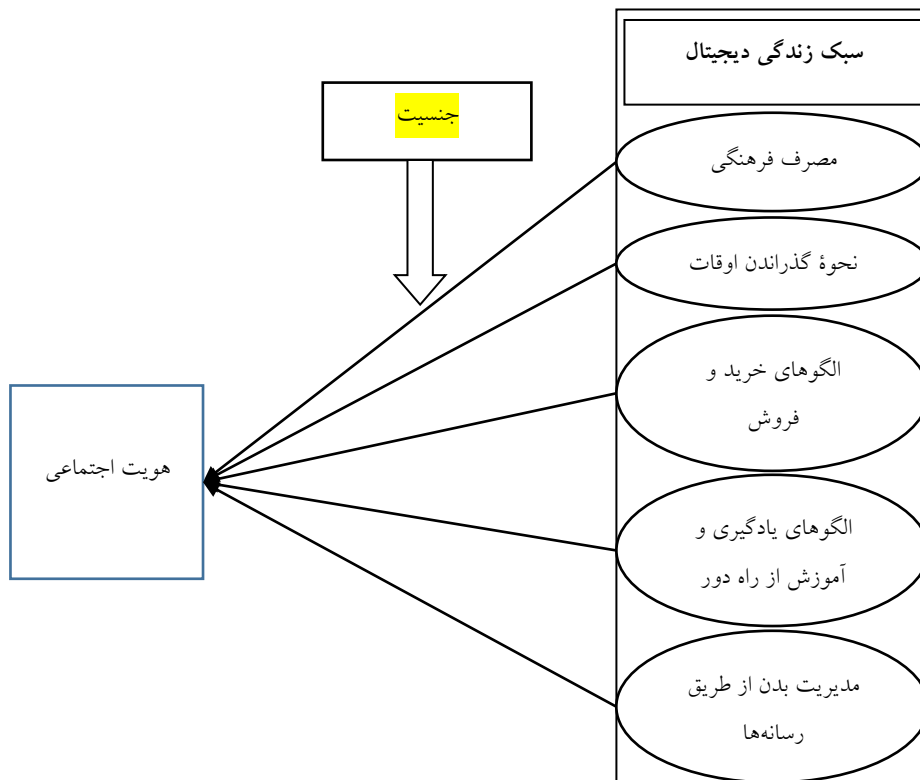 سبک زندگی دیجیتال
جنسیت
مصرف فرهنگی
نحوهٔ گذراندن اوقات
الگوهای خرید و
فروش
هویت اجتماعی
الگوهای یادگیری و
آموزش از راه دور
مدیریت بدن از طریق
رسانه‌ها